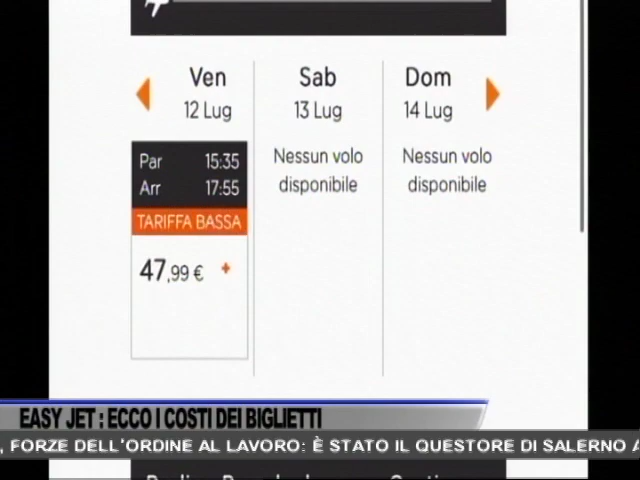 Ven
12 Lug
Sab
13 Lug
Dom
14 Lug
Par 15:35
Arr 17:55
TARIFFA BASSA
47,99 €
+
Nessun volo
disponibile
Nessun volo
disponibile
EASY JET : ECCO I COSTI DEI BIGLIETTI
, FORZE DELL'ORDINE AL LAVORO: È STATO IL QUESTORE DI SALERNO A